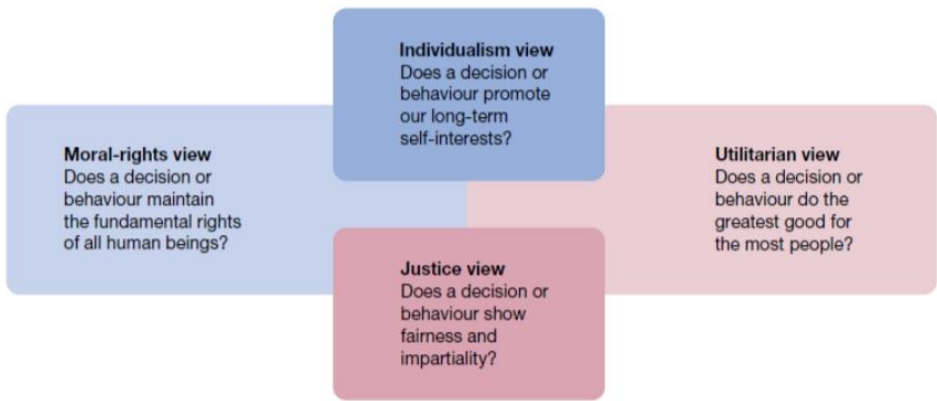 Individualism view
Does a decision or
behaviour promote
our long-term
self-interests?
Moral-rights view
Does a decision or
behaviour maintain
the fundamental rights
of all human beings?
Utilitarian view
Does a decision or
behaviour do the
greatest good for
the most people?
Justice view
Does a decision or
behaviour show
fairness and
impartiality?